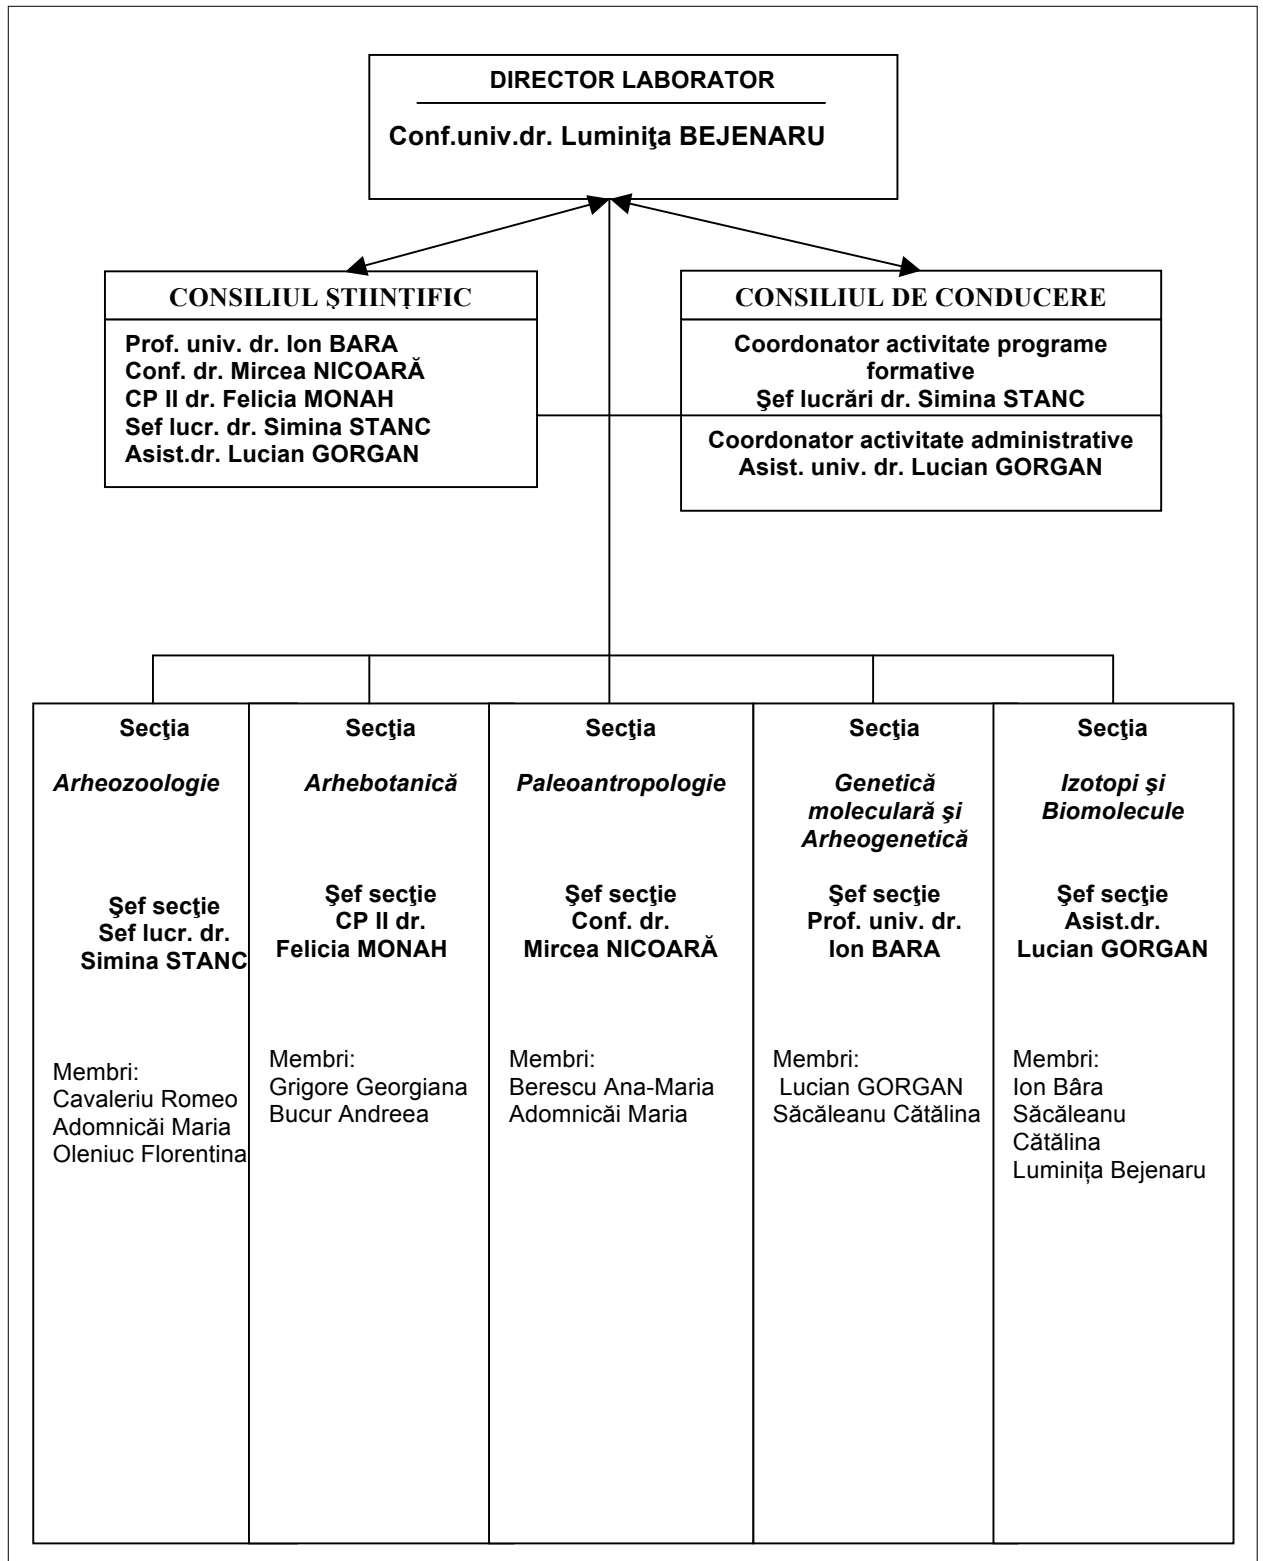 DIRECTOR LABORATOR
Conf.univ.dr. Luminiţa BEJENARU
CONSILIUL ŞTIINŢIFIC
Prof. univ. dr. Ion BARA
Conf. dr. Mircea NICOARĂ
CP II dr. Felicia MONAH
Sef lucr. dr. Simina STANC
Asist.dr. Lucian GORGAN
CONSILIUL DE CONDUCERE
Coordonator activitate programe
formative
Şef lucrări dr. Simina STANC
Coordonator activitate administrative
Asist. univ. dr. Lucian GORGAN
Secţia
Arheozoologie
Şef secţie
Sef lucr. dr.
Simina STANC
Membri:
Cavaleriu Romeo
Adomnicăi Maria
Oleniuc Florentina
Secţia
Arhebotanică
Şef secţie
CP II dr.
Felicia MONAH
Membri:
Grigore Georgiana
Bucur Andreea
Secţia
Paleoantropologie
Şef secţie
Conf. dr.
Mircea NICOARĂ
Membri:
Berescu Ana-Maria
Adomnicăi Maria
Secţia
Genetică
moleculară şi
Arheogenetică
Şef secţie
Prof. univ. dr.
Ion BARA
Membri:
Lucian GORGAN
Săcăleanu Cătălina
Secţia
Izotopi şi
Biomolecule
Şef secţie
Asist.dr.
Lucian GORGAN
Membri:
Ion Bâra
Săcăleanu
Cătălina
Luminița Bejenaru